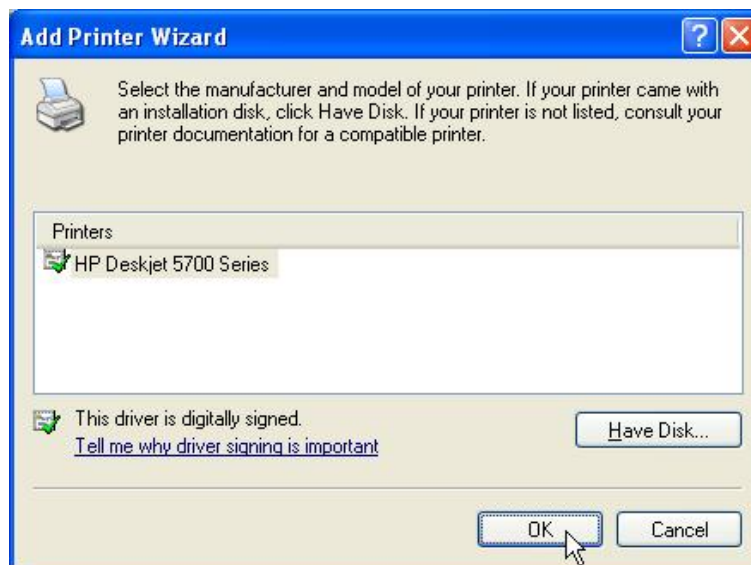 Add Printer Wizard
Select the manufacturer and model of your printer. If your printer came with
an installation disk, click Have Disk. If your printer is not listed, consult your
printer documentation for a compatible printer.
Printers
HP Deskjet 5700 Series
This driver is digitally signed.
Tell me why driver signing is important
Have Disk...
OK
Cancel